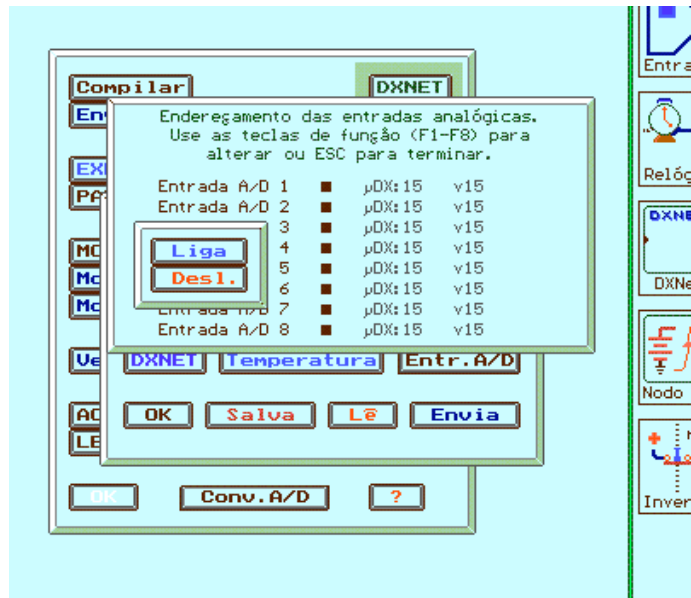 Compilar
DXNET
Endereçamento das entradas analógicas.
Use as teclas de função (F1-F8) para
alterar ou ESC para terminar.
Entrada A/D 1 ■ µDX:15 v15
Entrada A/D 2 ■ µDX:15 v15
3 ■ µDX:15 v15
4 ■ µDX:15 v15
5 ■ µDX:15 v15
6 ■ µDX:15 v15
Entrada A/D 7 ■ µDX:15 v15
Entrada A/D 8 ■ µDX:15 v15
Liga
Desl.
DXNET Temperatura Entr.A/D
OK Salva Lê Envia
OK Conv.A/D ?
Entra
Relóg
DXNE
DXNe
Nodo
Inver